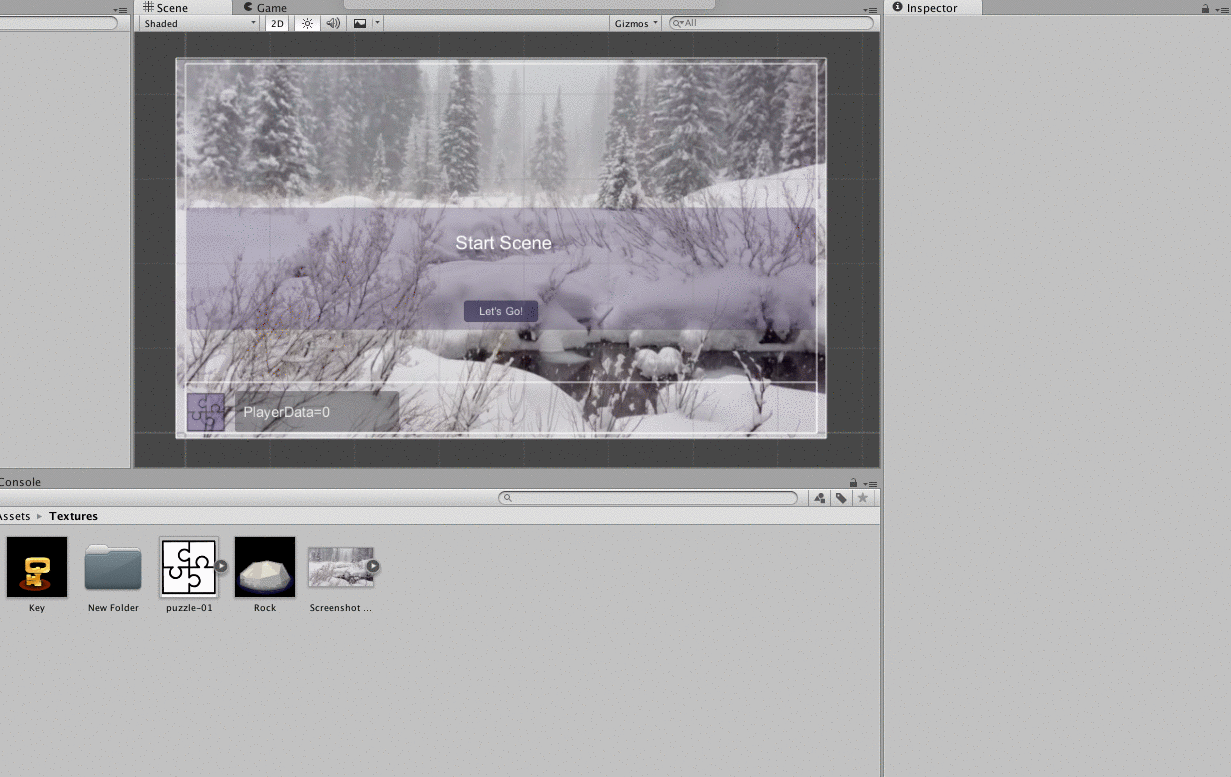 Scene
Game
Inspector
Shaded
2D
Gizmos
All
Start Scene
Let's Go!
PlayerData=0
Console
Assets
Textures
Key
New Folder
puzzle-01
Rock
Screenshot ...